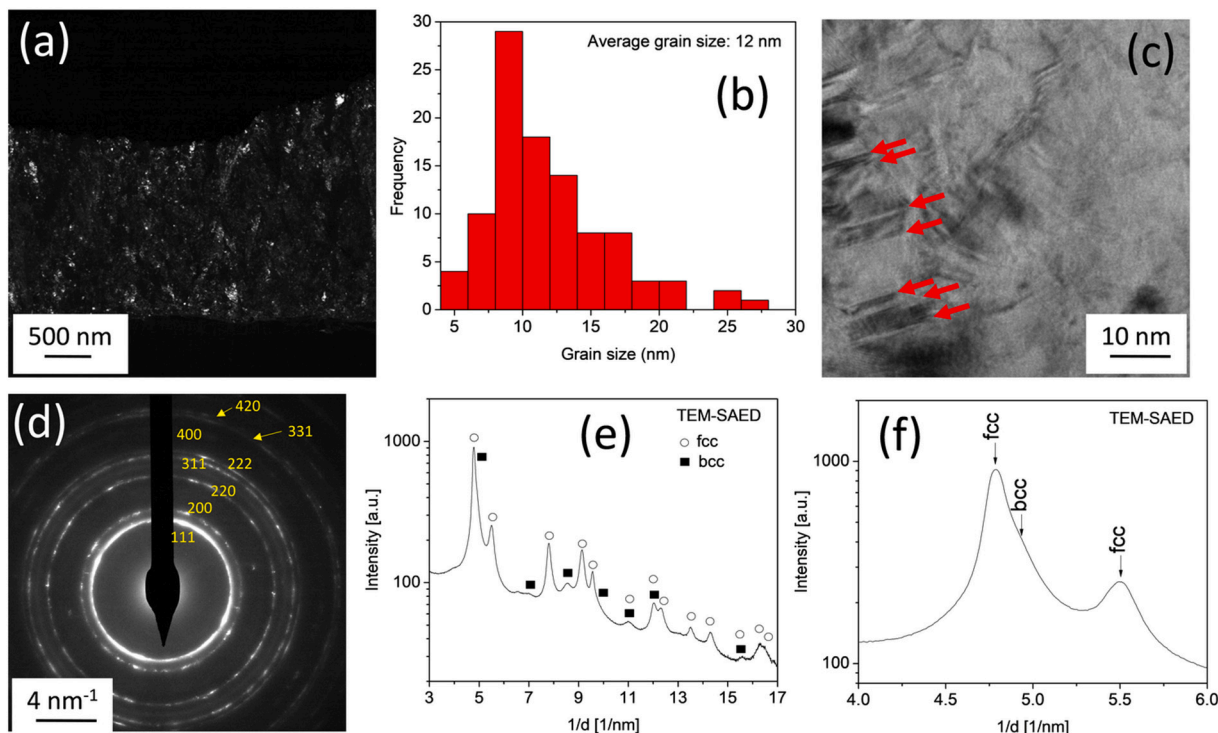 (a)
500 nm
30
25
20
15
10
5
0
Frequency
Average grain size: 12 nm
(b)
5
10
15
20
25
30
Grain size (nm)
(c)
10 nm
(d)
420
400
331
311
222
220
200
111
4 nm-1
1000
100
Intensity [a.u.]
(e)
TEM-SAED
fcc
bcc
3
5
7
9
11
13
15
17
1/d [1/nm]
1000
100
Intensity [a.u.]
fcc
bcc
fcc
(f)
TEM-SAED
4.0
4.5
5.0
5.5
6.0
1/d [1/nm]